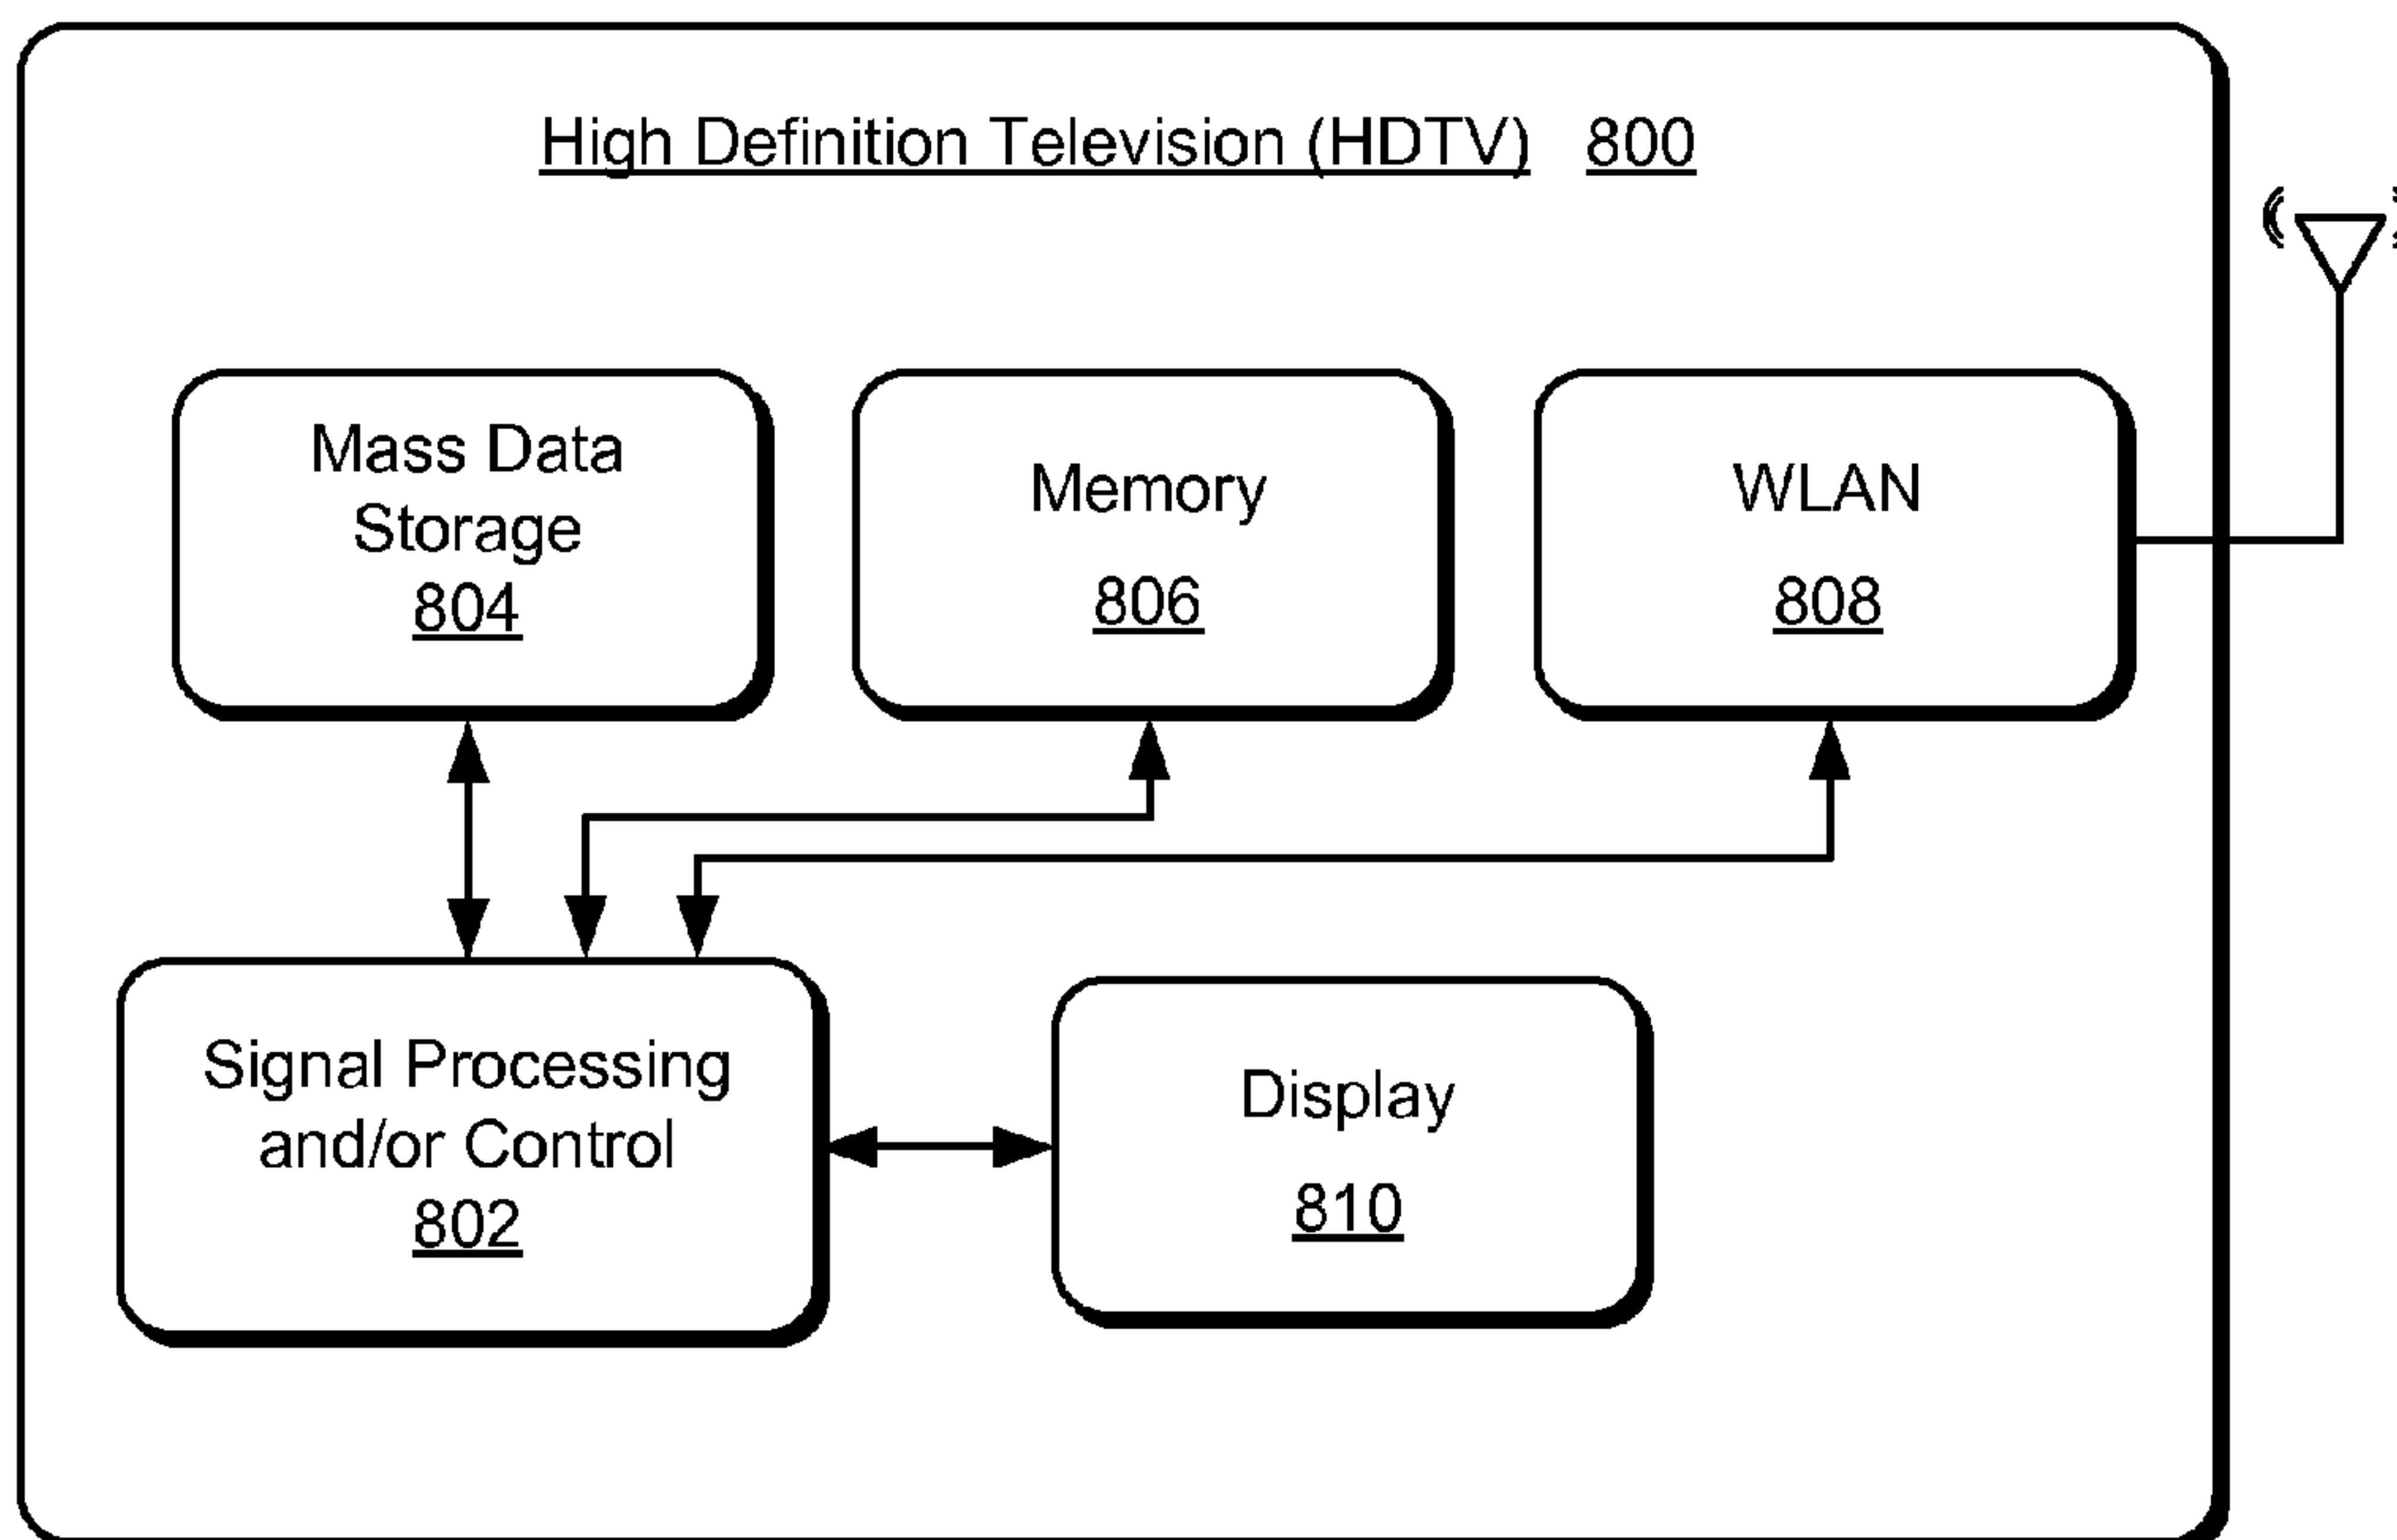 High Definition Television (HDTV) 800
Mass Data
Storage
804
Memory
806
WLAN
808
Signal Processing
and/or Control
802
Display
810